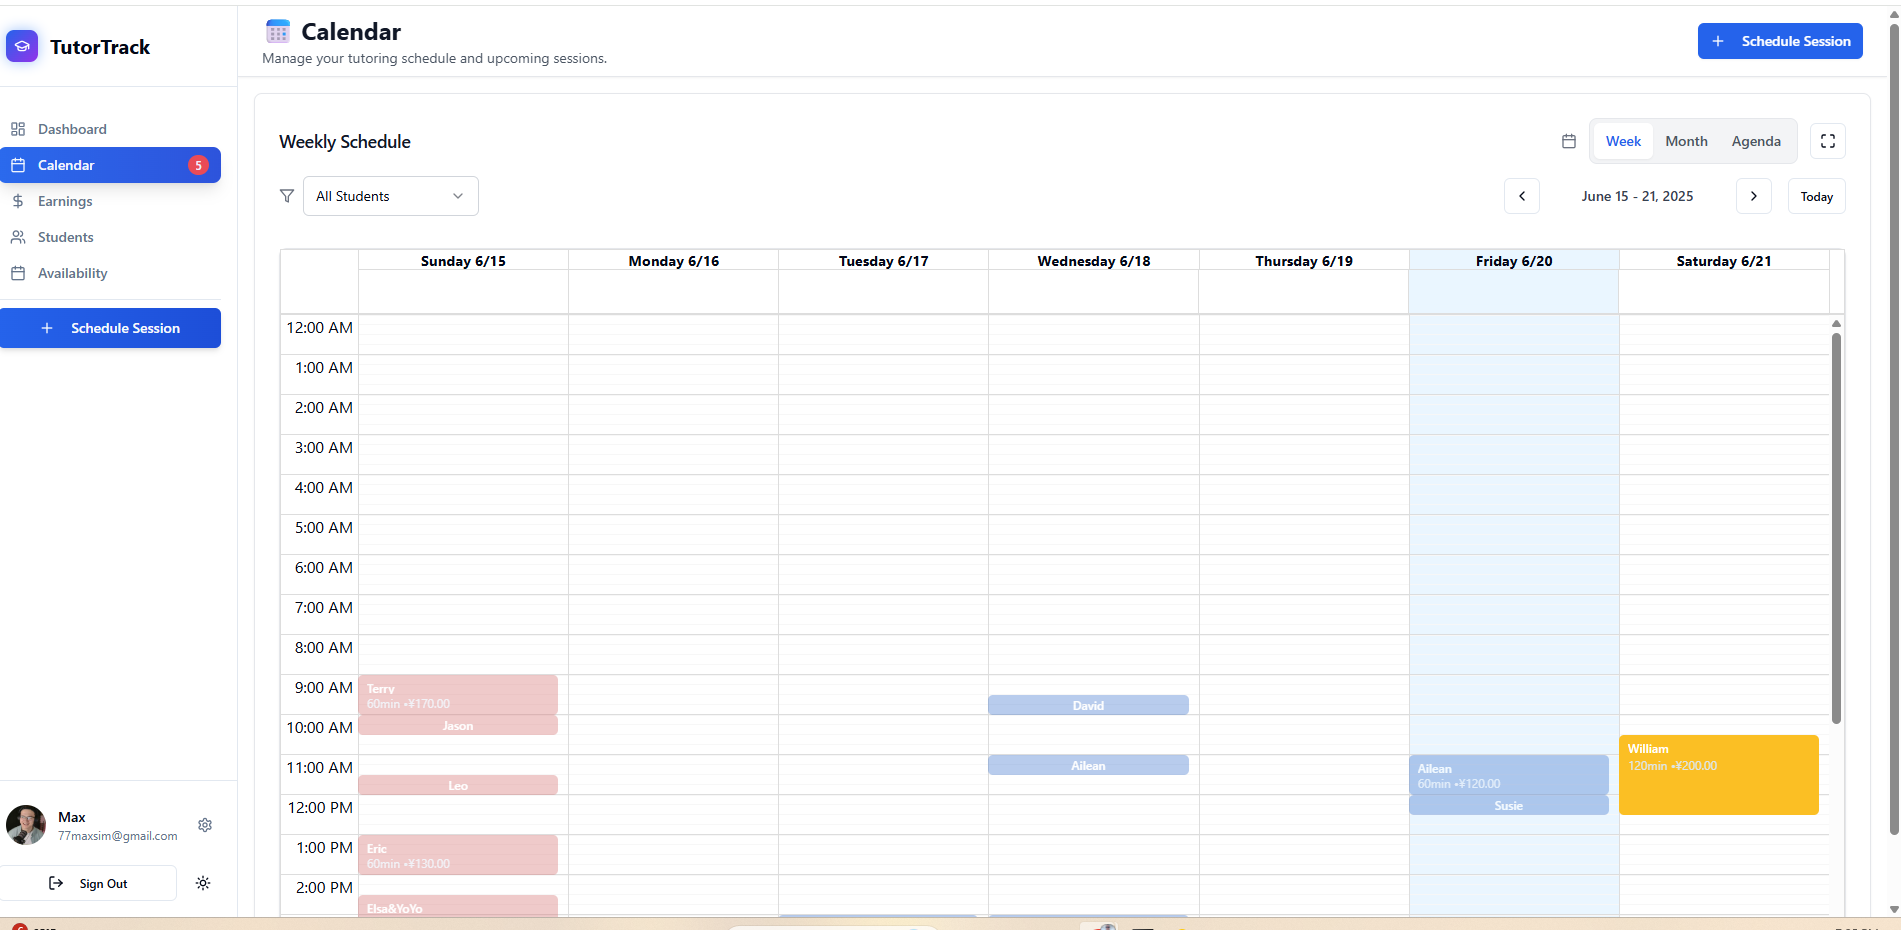 TutorTrack
Dashboard
Calendar 5
Earnings
Students
Availability
+ Schedule Session
Max
77maxsim@gmail.com
Sign Out
Calendar
Manage your tutoring schedule and upcoming sessions.
+ Schedule Session
Weekly Schedule
Week Month Agenda
All Students
June 15 - 21, 2025
Today
Sunday 6/15 Monday 6/16 Tuesday 6/17 Wednesday 6/18 Thursday 6/19 Friday 6/20 Saturday 6/21
12:00 AM
1:00 AM
2:00 AM
3:00 AM
4:00 AM
5:00 AM
6:00 AM
7:00 AM
8:00 AM
9:00 AM
Terry
60min •¥170.00
David
10:00 AM
Jason
William
120min •¥200.00
11:00 AM
Ailean
Ailean
60min •¥120.00
Leo
12:00 PM
Susie
1:00 PM
Eric
60min •¥130.00
2:00 PM
Elsa&YoYo